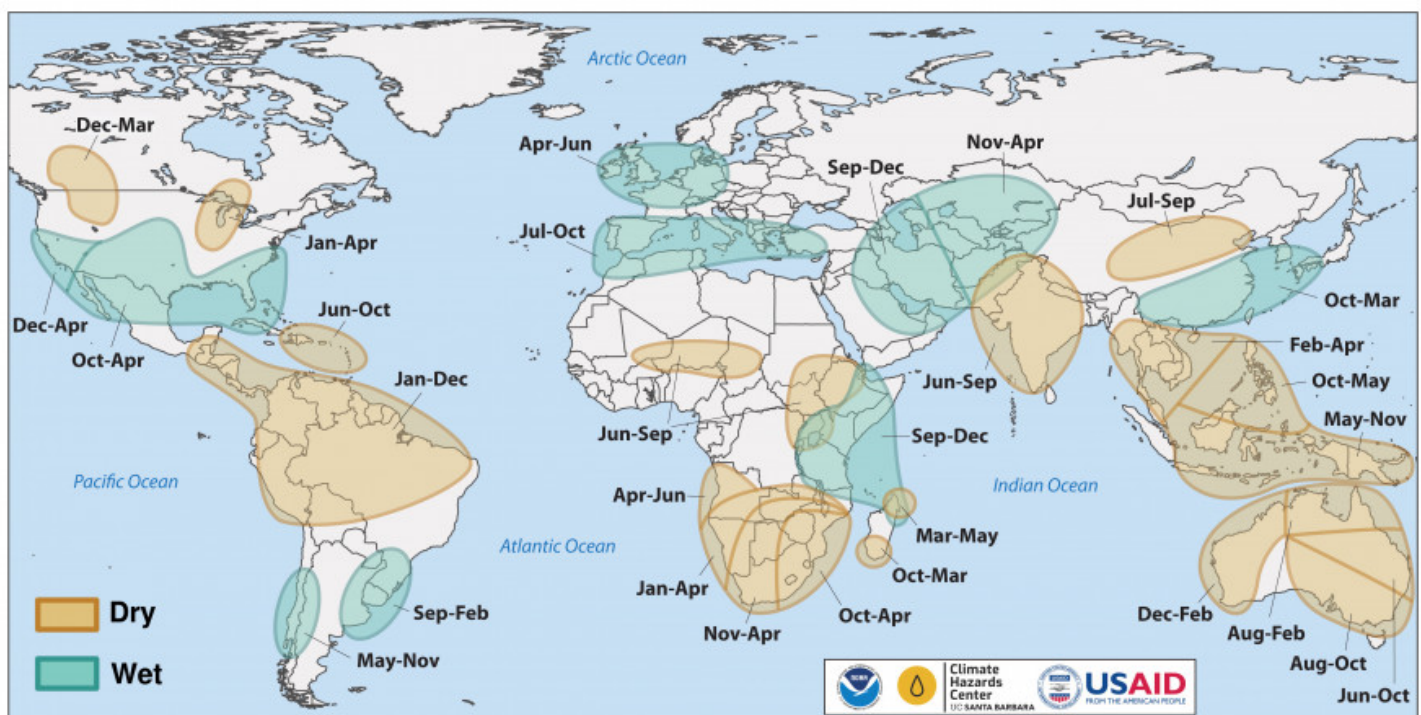 Arctic Ocean
Dec-Mar
Apr-Jun
Nov-Apr
Sep-Dec
Jul-Sep
Jul-Oct
Jan-Apr
Oct-Mar
Jun-Oct
Dec-Apr
Oct-Apr
Feb-Apr
Jan-Dec
Jun-Sep
Oct-May
May-Nov
Jun-Sep
Sep-Dec
Pacific Ocean
Indian Ocean
Apr-Jun
Mar-May
Atlantic Ocean
Oct-Mar
Jan-Apr
Dry
Sep-Feb
Oct-Apr
Dec-Feb
Nov-Apr
Aug-Feb
May-Nov
Wet
Aug-Oct
Jun-Oct
NOAA
Climate
Hazards
Center
UC SANTA BARBARA
USAID
FROM THE AMERICAN PEOPLE